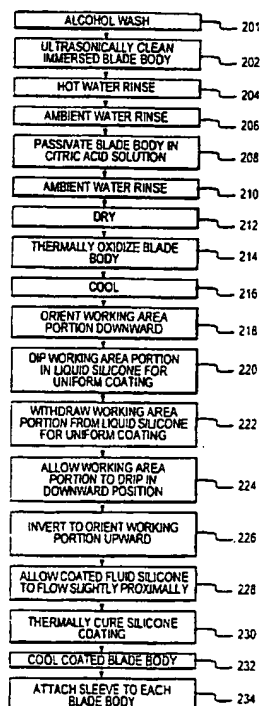 ALCOHOL WASH
201
ULTRASONICALLY CLEAN
IMMERSED BLADE BODY
202
HOT WATER RINSE
204
AMBIENT WATER RINSE
206
PASSIVATE BLADE BODY IN
CITRIC ACID SOLUTION
208
AMBIENT WATER RINSE
210
DRY
212
THERMALLY OXIDIZE BLADE
BODY
214
COOL
216
ORIENT WORKING AREA
PORTION DOWNWARD
218
DIP WORKING AREA PORTION
IN LIQUID SILICONE FOR
UNIFORM COATING
220
WITHDRAW WORKING AREA
PORTION FROM LIQUID SILICONE
FOR UNIFORM COATING
222
ALLOW WORKING AREA
PORTION TO DRIP IN
DOWNWARD POSITION
224
INVERT TO ORIENT WORKING
PORTION UPWARD
226
ALLOW COATED FLUID SILICONE
TO FLOW SLIGHTLY PROXIMALLY
228
THERMALLY CURE SILICONE
COATING
230
COOL COATED BLADE BODY
232
ATTACH SLEEVE TO EACH
BLADE BODY
234